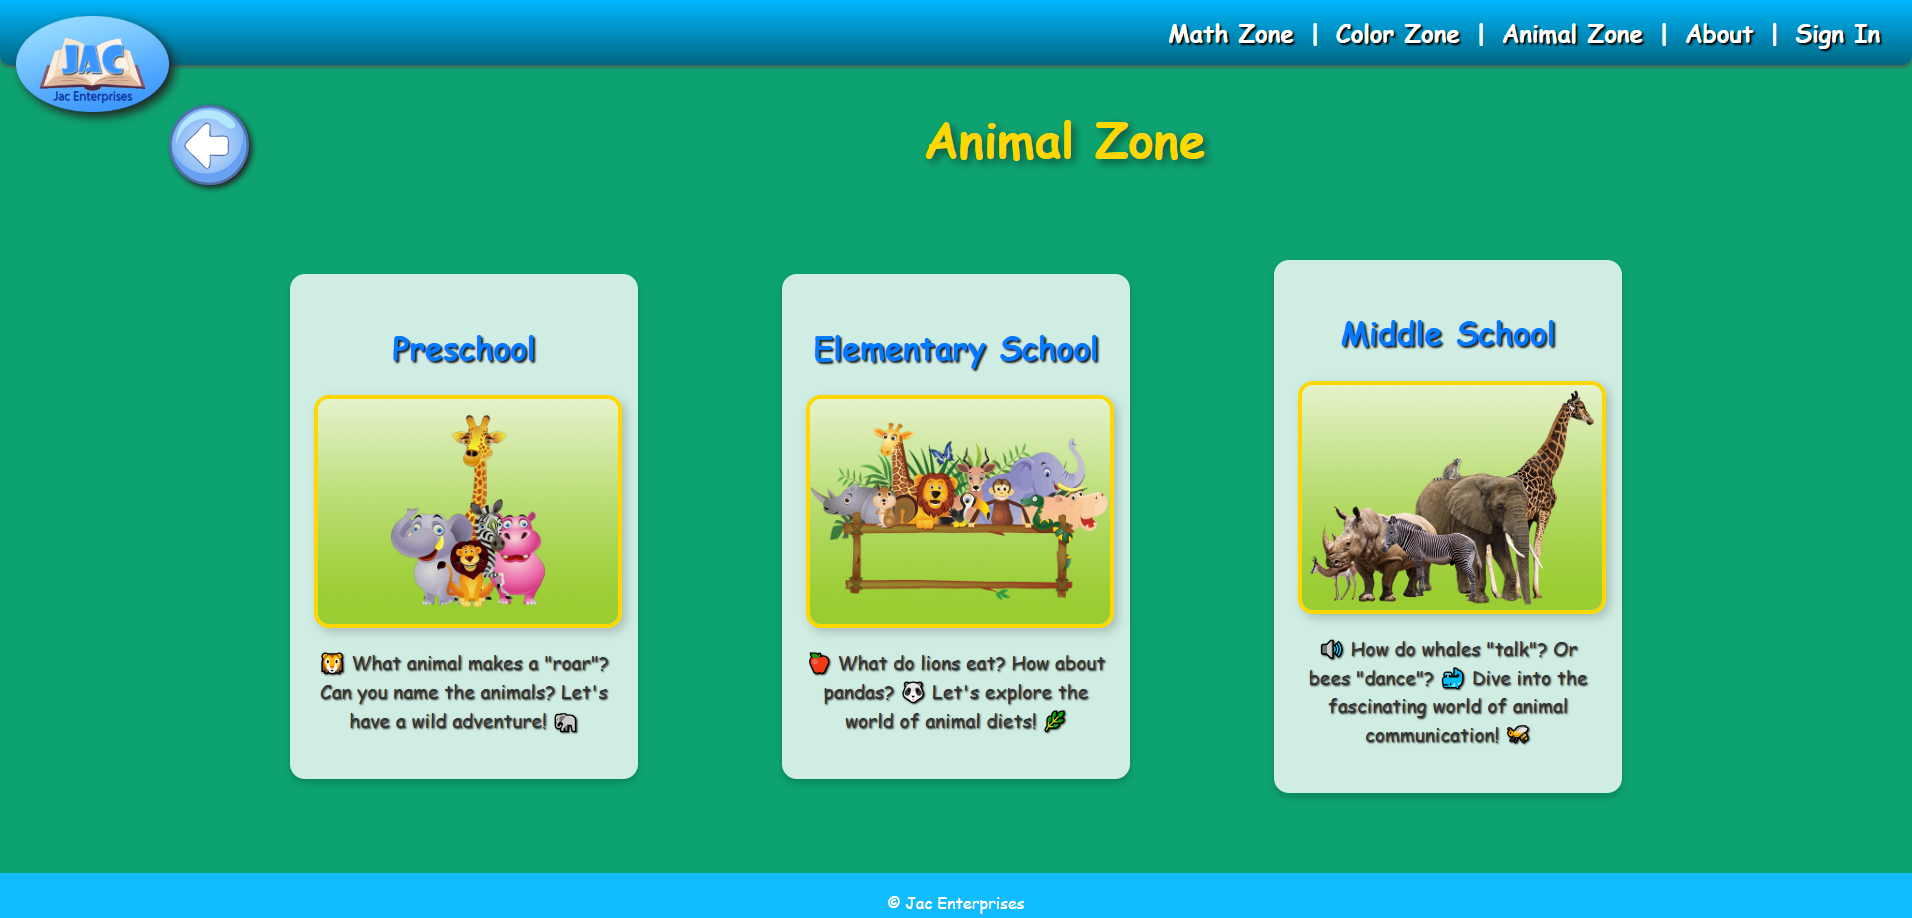 JAC
Jac Enterprises
Math Zone | Color Zone | Animal Zone | About | Sign In
Animal Zone
Preschool
🦁 What animal makes a "roar"?
Can you name the animals? Let's
have a wild adventure! 🐘
Elementary School
🍎 What do lions eat? How about
pandas? 🐼 Let's explore the
world of animal diets! 🌿
Middle School
🔊 How do whales "talk"? Or
bees "dance"? 🐳 Dive into the
fascinating world of animal
communication! 🐝
© Jac Enterprises